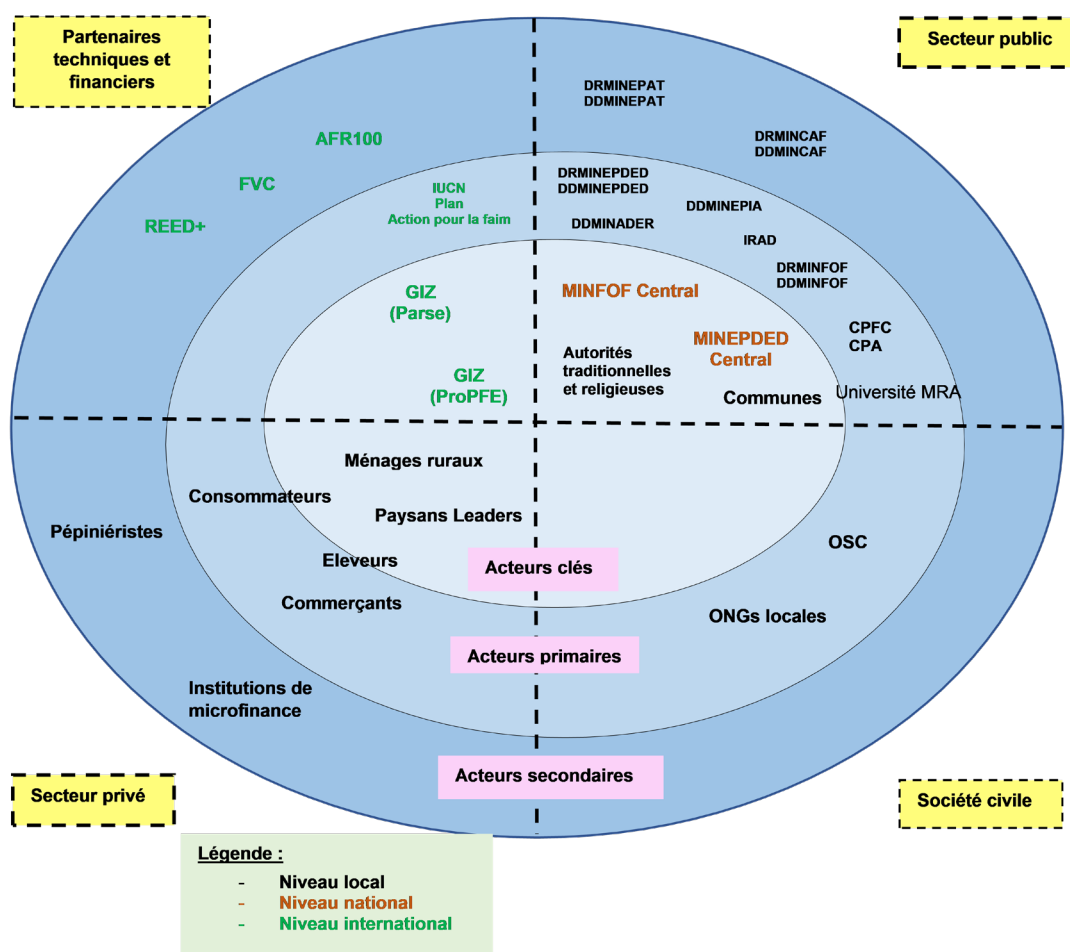 Partenaires
techniques et
financiers
Secteur public
DRMINEPAT
DDMINEPAT
DRMINCAF
DDMINCAF
AFR100
FVC
REED+
IUCN
Plan
Action pour la faim
DRMINEPDED
DDMINEPDED
DDMINEPIA
DDMINADER
IRAD
DRMINFOF
DDMINFOF
GIZ
(Parse)
MINFOF Central
CPFC
CPA
MINEPDED
Central
Autorités
traditionnelles
et religieuses
GIZ
(ProPFE)
Communes
Université MRA
Ménages ruraux
Consommateurs
Paysans Leaders
Pépiniéristes
OSC
Eleveurs
Acteurs clés
Commerçants
ONGs locales
Acteurs primaires
Institutions de
microfinance
Acteurs secondaires
Secteur privé
Société civile
Légende :
- Niveau local
- Niveau national
- Niveau international